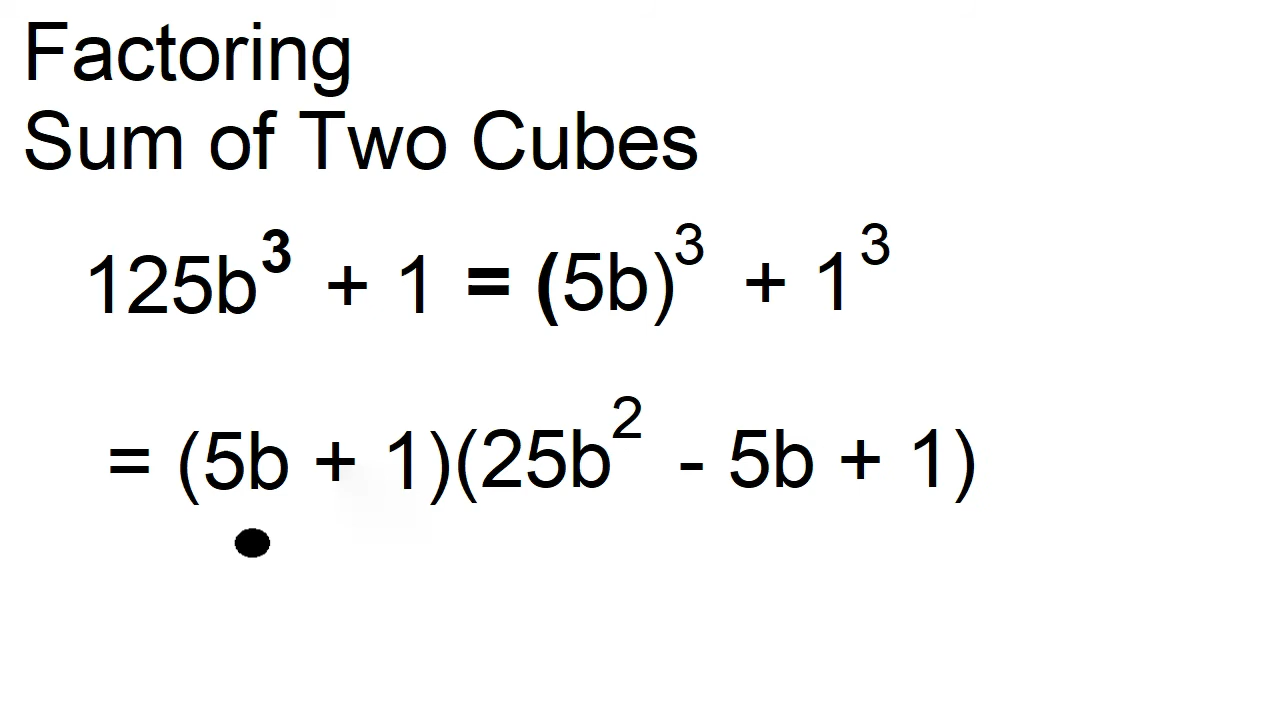 Factoring
Sum of Two Cubes
125b³ + 1 = (5b)³ + 1³
= (5b + 1)(25b² - 5b + 1)